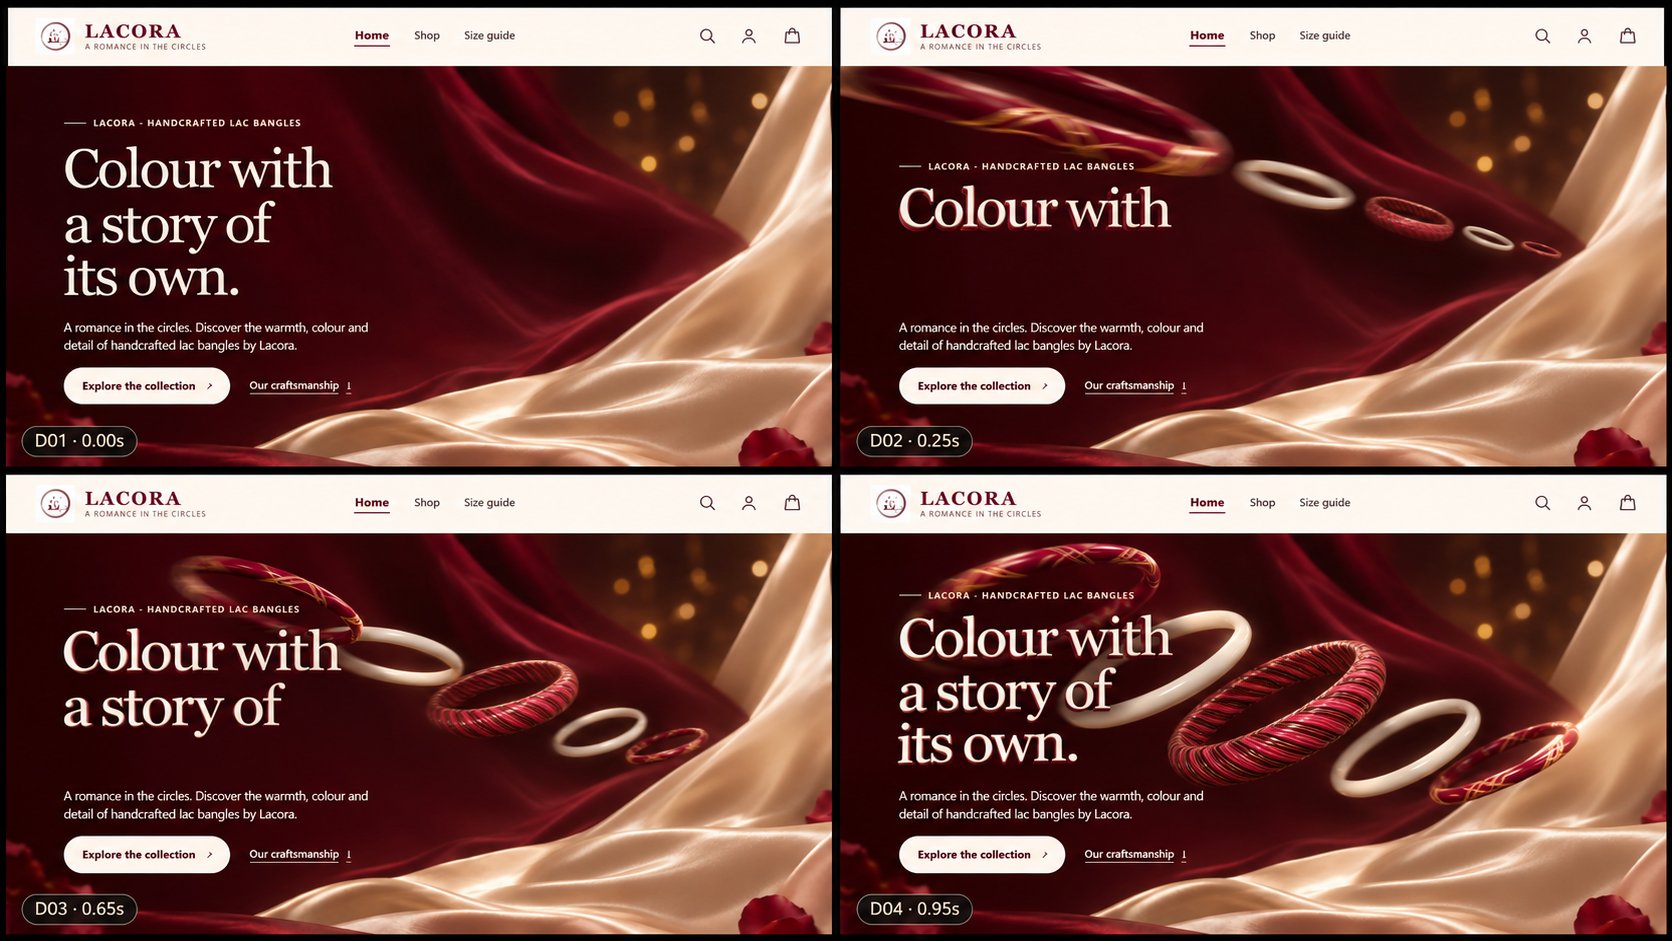 LACORA
A ROMANCE IN THE CIRCLES
Home Shop Size guide
LACORA - HANDCRAFTED LAC BANGLES
Colour with
a story of
its own.
A romance in the circles. Discover the warmth, colour and
detail of handcrafted lac bangles by Lacora.
Explore the collection
Our craftsmanship
D01 · 0.00s
LACORA
A ROMANCE IN THE CIRCLES
Home Shop Size guide
LACORA - HANDCRAFTED LAC BANGLES
Colour with
A romance in the circles. Discover the warmth, colour and
detail of handcrafted lac bangles by Lacora.
Explore the collection
Our craftsmanship
D02 · 0.25s
LACORA
A ROMANCE IN THE CIRCLES
Home Shop Size guide
LACORA - HANDCRAFTED LAC BANGLES
Colour with
a story of
A romance in the circles. Discover the warmth, colour and
detail of handcrafted lac bangles by Lacora.
Explore the collection
Our craftsmanship
D03 · 0.65s
LACORA
A ROMANCE IN THE CIRCLES
Home Shop Size guide
LACORA - HANDCRAFTED LAC BANGLES
Colour with
a story of
its own.
A romance in the circles. Discover the warmth, colour and
detail of handcrafted lac bangles by Lacora.
Explore the collection
Our craftsmanship
D04 · 0.95s